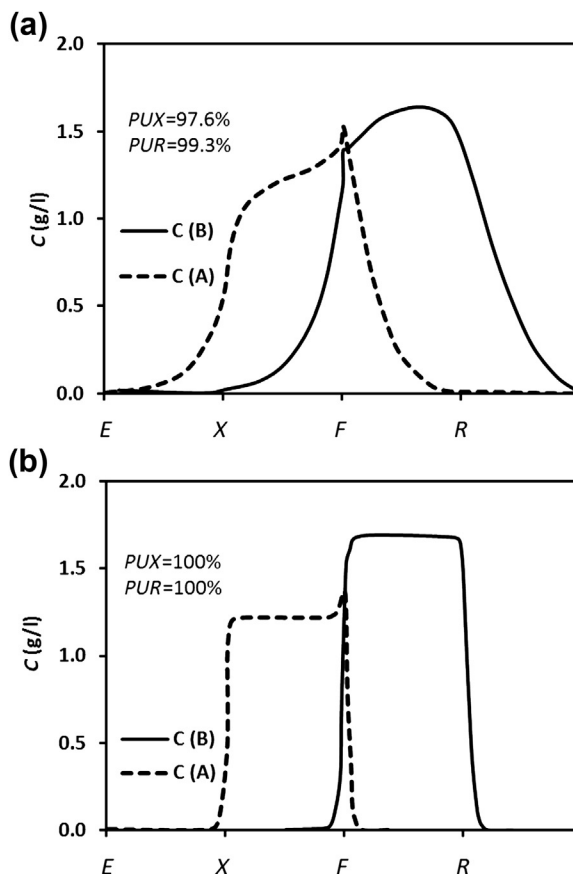 (a)
2.0
PUX=97.6%
1.5
PUR=99.3%
C (g/l)
1.0
C (B)
C (A)
0.5
0.0
E X F R
(b)
2.0
PUX=100%
1.5
PUR=100%
C (g/l)
1.0
C (B)
0.5
C (A)
0.0
E X F R